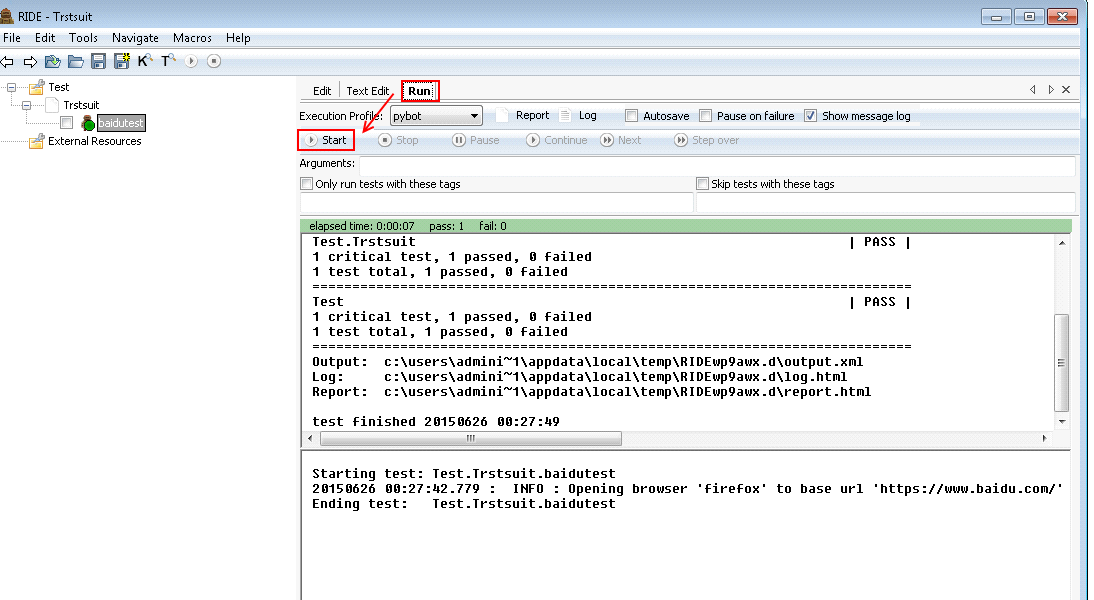 RIDE - Trstsuit
File Edit Tools Navigate Macros Help
K T
Test
Trstsuit
baidutest
External Resources
Edit Text Edit Run
Execution Profile: pybot Report Log Autosave Pause on failure Show message log
Start Stop Pause Continue Next Step over
Arguments:
Only run tests with these tags Skip tests with these tags
elapsed time: 0:00:07 pass: 1 fail: 0
Test.Trstsuit | PASS |
1 critical test, 1 passed, 0 failed
1 test total, 1 passed, 0 failed
===========================================================================
Test | PASS |
1 critical test, 1 passed, 0 failed
1 test total, 1 passed, 0 failed
===========================================================================
Output: c:\users\admini~1\appdata\local\temp\RIDEwp9awx.d\output.xml
Log: c:\users\admini~1\appdata\local\temp\RIDEwp9awx.d\log.html
Report: c:\users\admini~1\appdata\local\temp\RIDEwp9awx.d\report.html
test finished 20150626 00:27:49
Starting test: Test.Trstsuit.baidutest
20150626 00:27:42.779 : INFO : Opening browser 'firefox' to base url 'https://www.baidu.com/'
Ending test: Test.Trstsuit.baidutest